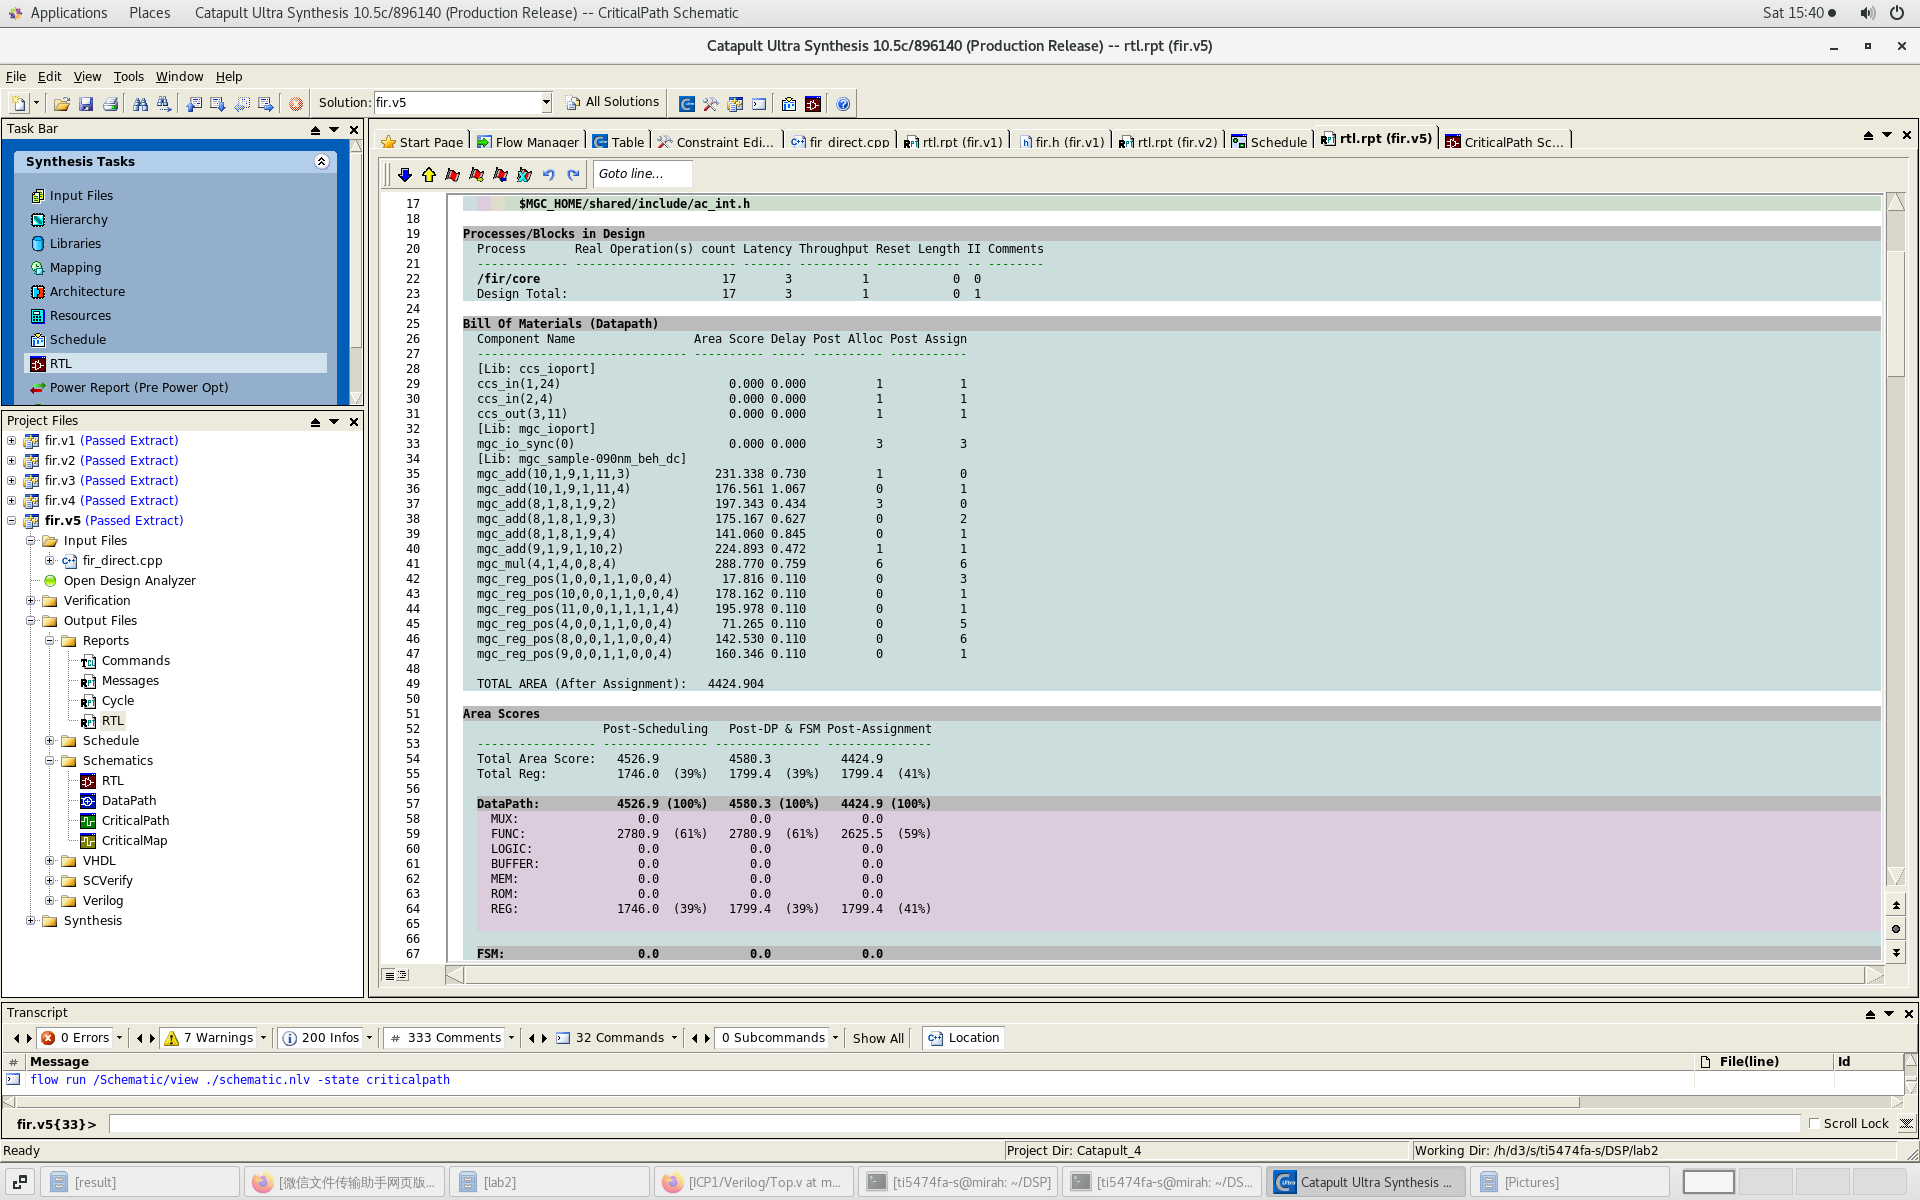 Applications Places Catapult Ultra Synthesis 10.5c/896140 (Production Release) -- CriticalPath Schematic Sat 15:40
Catapult Ultra Synthesis 10.5c/896140 (Production Release) -- rtl.rpt (fir.v5)
File Edit View Tools Window Help
Solution: fir.v5 All Solutions
Task Bar
Synthesis Tasks
Input Files
Hierarchy
Libraries
Mapping
Architecture
Resources
Schedule
RTL
Power Report (Pre Power Opt)
Project Files
fir.v1 (Passed Extract)
fir.v2 (Passed Extract)
fir.v3 (Passed Extract)
fir.v4 (Passed Extract)
fir.v5 (Passed Extract)
Input Files
fir_direct.cpp
Open Design Analyzer
Verification
Output Files
Reports
Commands
Messages
Cycle
RTL
Schedule
Schematics
RTL
DataPath
CriticalPath
CriticalMap
VHDL
SCVerify
Verilog
Synthesis
Start Page Flow Manager Table Constraint Edi... fir_direct.cpp rtl.rpt (fir.v1) fir.h (fir.v1) rtl.rpt (fir.v2) Schedule rtl.rpt (fir.v5) CriticalPath Sc...
Goto line...
17 $MGC_HOME/shared/include/ac_int.h
18
19 Processes/Blocks in Design
20 Process Real Operation(s) count Latency Throughput Reset Length II Comments
21 ------------- ----------------------- ------- ---------- ------------ -- --------
22 /fir/core 17 3 1 0 0
23 Design Total: 17 3 1 0 1
24
25 Bill Of Materials (Datapath)
26 Component Name Area Score Delay Post Alloc Post Assign
27 ------------------------------ ---------- ----- ---------- -----------
28 [Lib: ccs_ioport]
29 ccs_in(1,24) 0.000 0.000 1 1
30 ccs_in(2,4) 0.000 0.000 1 1
31 ccs_out(3,11) 0.000 0.000 1 1
32 [Lib: mgc_ioport]
33 mgc_io_sync(0) 0.000 0.000 3 3
34 [Lib: mgc_sample-090nm_beh_dc]
35 mgc_add(10,1,9,1,11,3) 231.338 0.730 1 0
36 mgc_add(10,1,9,1,11,4) 176.561 1.067 0 1
37 mgc_add(8,1,8,1,9,2) 197.343 0.434 3 0
38 mgc_add(8,1,8,1,9,3) 175.167 0.627 0 2
39 mgc_add(8,1,8,1,9,4) 141.060 0.845 0 1
40 mgc_add(9,1,9,1,10,2) 224.893 0.472 1 1
41 mgc_mul(4,1,4,0,8,4) 288.770 0.759 6 6
42 mgc_reg_pos(1,0,0,1,1,0,0,4) 17.816 0.110 0 3
43 mgc_reg_pos(10,0,0,1,1,0,0,4) 178.162 0.110 0 1
44 mgc_reg_pos(11,0,0,1,1,1,1,4) 195.978 0.110 0 1
45 mgc_reg_pos(4,0,0,1,1,0,0,4) 71.265 0.110 0 5
46 mgc_reg_pos(8,0,0,1,1,0,0,4) 142.530 0.110 0 6
47 mgc_reg_pos(9,0,0,1,1,0,0,4) 160.346 0.110 0 1
48
49 TOTAL AREA (After Assignment): 4424.904
50
51 Area Scores
52 Post-Scheduling Post-DP & FSM Post-Assignment
53 ----------------- --------------- --------------- ---------------
54 Total Area Score: 4526.9 4580.3 4424.9
55 Total Reg: 1746.0 (39%) 1799.4 (39%) 1799.4 (41%)
56
57 DataPath: 4526.9 (100%) 4580.3 (100%) 4424.9 (100%)
58 MUX: 0.0 0.0 0.0
59 FUNC: 2780.9 (61%) 2780.9 (61%) 2625.5 (59%)
60 LOGIC: 0.0 0.0 0.0
61 BUFFER: 0.0 0.0 0.0
62 MEM: 0.0 0.0 0.0
63 ROM: 0.0 0.0 0.0
64 REG: 1746.0 (39%) 1799.4 (39%) 1799.4 (41%)
65
66
67 FSM: 0.0 0.0 0.0
Transcript
0 Errors 7 Warnings 200 Infos # 333 Comments 32 Commands 0 Subcommands Show All Location
# Message File(line) Id
flow run /Schematic/view ./schematic.nlv -state criticalpath
fir.v5{33}> Scroll Lock
Ready Project Dir: Catapult_4 Working Dir: /h/d3/s/ti5474fa-s/DSP/lab2
[result] [微信文件传输助手网页版... [lab2] [ICP1/Verilog/Top.v at m... [ti5474fa-s@mirah: ~/DSP] [ti5474fa-s@mirah: ~/DS... Catapult Ultra Synthesis ... [Pictures]